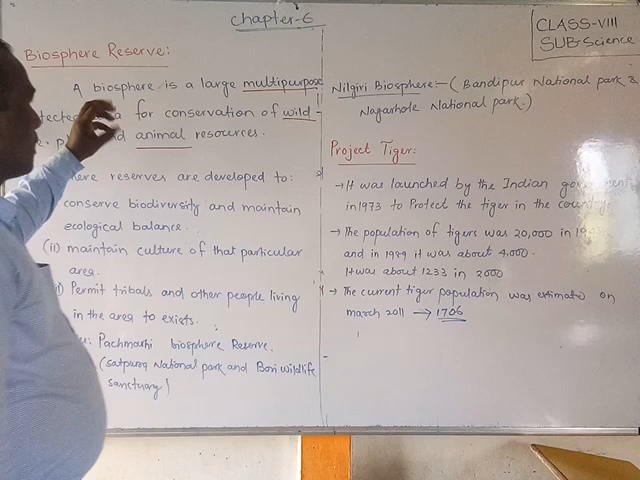 chapter-6
CLASS-VIII
SUB-Science
Biosphere Reserve:
A biosphere is a large multipurpose
for conservation of wild-
animal resources.
reserves are developed to:
conserve biodiversity and maintain
ecological balance.
(ii) maintain culture of that particular
area.
Permit tribals and other people living
in the area to exists.
Pachmarhi biosphere Reserve.
(satpura National park and Bori wildlife
sanctuary)
Nilgiri Biosphere:- (Bandipur National park &
Nagarhole National park.)
Project Tiger:
→ It was launched by the Indian government
in 1973 to Protect the tiger in the country.
→ The population of tigers was 20,000 in
and in 1989 it was about 4,000.
It was about 1233 in 2000
→ The current tiger population was estimate on
march 2011 → 1706